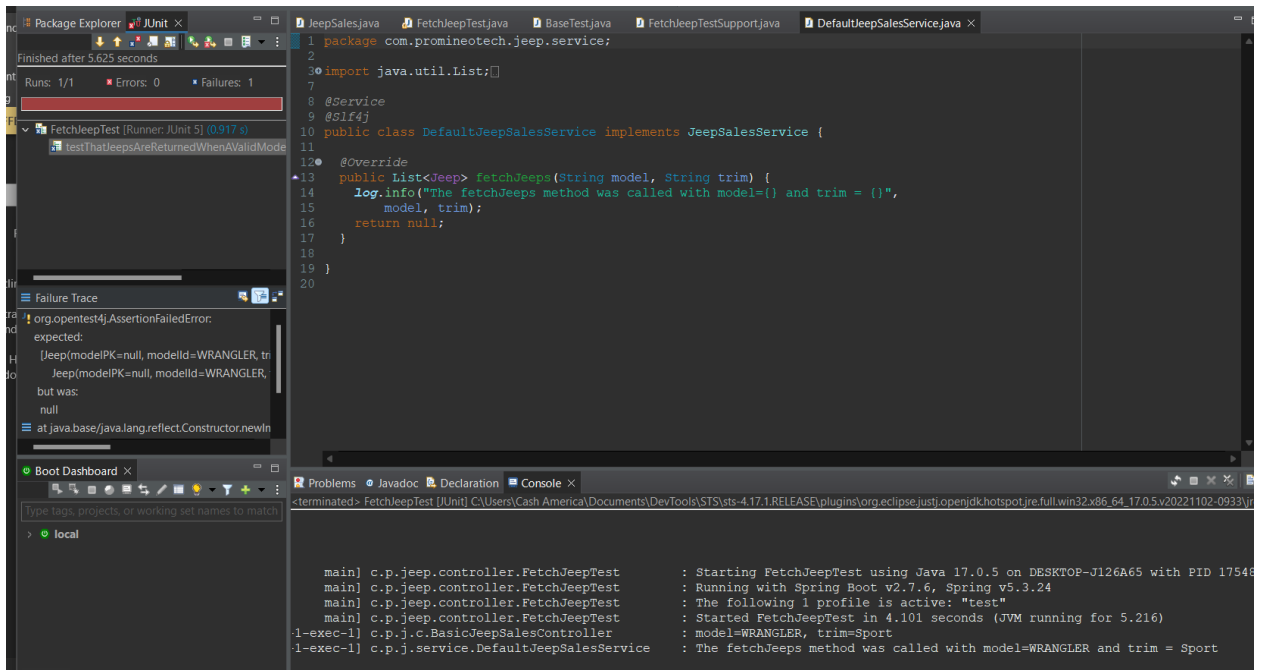 Package Explorer JUnit
Finished after 5.625 seconds
Runs: 1/1 Errors: 0 Failures: 1
FetchJeepTest [Runner: JUnit 5] (0.917 s)
testThatJeepsAreReturnedWhenAValidMode
Failure Trace
org.opentest4j.AssertionFailedError:
expected:
[Jeep(modelPK=null, modelId=WRANGLER, tri
Jeep(modelPK=null, modelId=WRANGLER,
but was:
null
at java.base/java.lang.reflect.Constructor.newIn
Boot Dashboard
Type tags, projects, or working set names to match
local
JeepSales.java FetchJeepTest.java BaseTest.java FetchJeepTestSupport.java DefaultJeepSalesService.java
1 package com.promineotech.jeep.service;
2
3 import java.util.List;
7
8 @Service
9 @Slf4j
10 public class DefaultJeepSalesService implements JeepSalesService {
11
12 @Override
13 public List<Jeep> fetchJeeps(String model, String trim) {
14 log.info("The fetchJeeps method was called with model={} and trim = {}",
15 model, trim);
16 return null;
17 }
18
19 }
20
Problems Javadoc Declaration Console
<terminated> FetchJeepTest [JUnit] C:\Users\Cash America\Documents\DevTools\STS\sts-4.17.1.RELEASE\plugins\org.eclipse.justj.openjdk.hotspot.jre.full.win32.x86_64_17.0.5.v20221102-0933\jr
main] c.p.jeep.controller.FetchJeepTest : Starting FetchJeepTest using Java 17.0.5 on DESKTOP-J126A65 with PID 17548
main] c.p.jeep.controller.FetchJeepTest : Running with Spring Boot v2.7.6, Spring v5.3.24
main] c.p.jeep.controller.FetchJeepTest : The following 1 profile is active: "test"
main] c.p.jeep.controller.FetchJeepTest : Started FetchJeepTest in 4.101 seconds (JVM running for 5.216)
-1-exec-1] c.p.j.c.BasicJeepSalesController : model=WRANGLER, trim=Sport
-1-exec-1] c.p.j.service.DefaultJeepSalesService : The fetchJeeps method was called with model=WRANGLER and trim = Sport